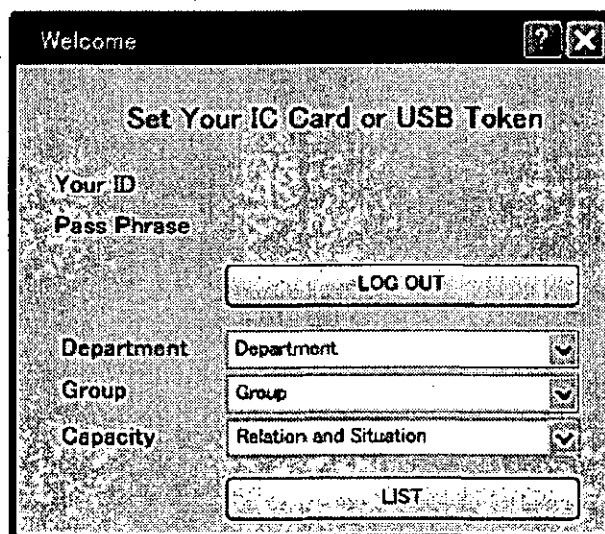 Welcome ?
Set Your IC Card or USB Token
Your ID
Pass Phrase
LOG OUT
Department Department
Group Group
Capacity Relation and Situation
LIST